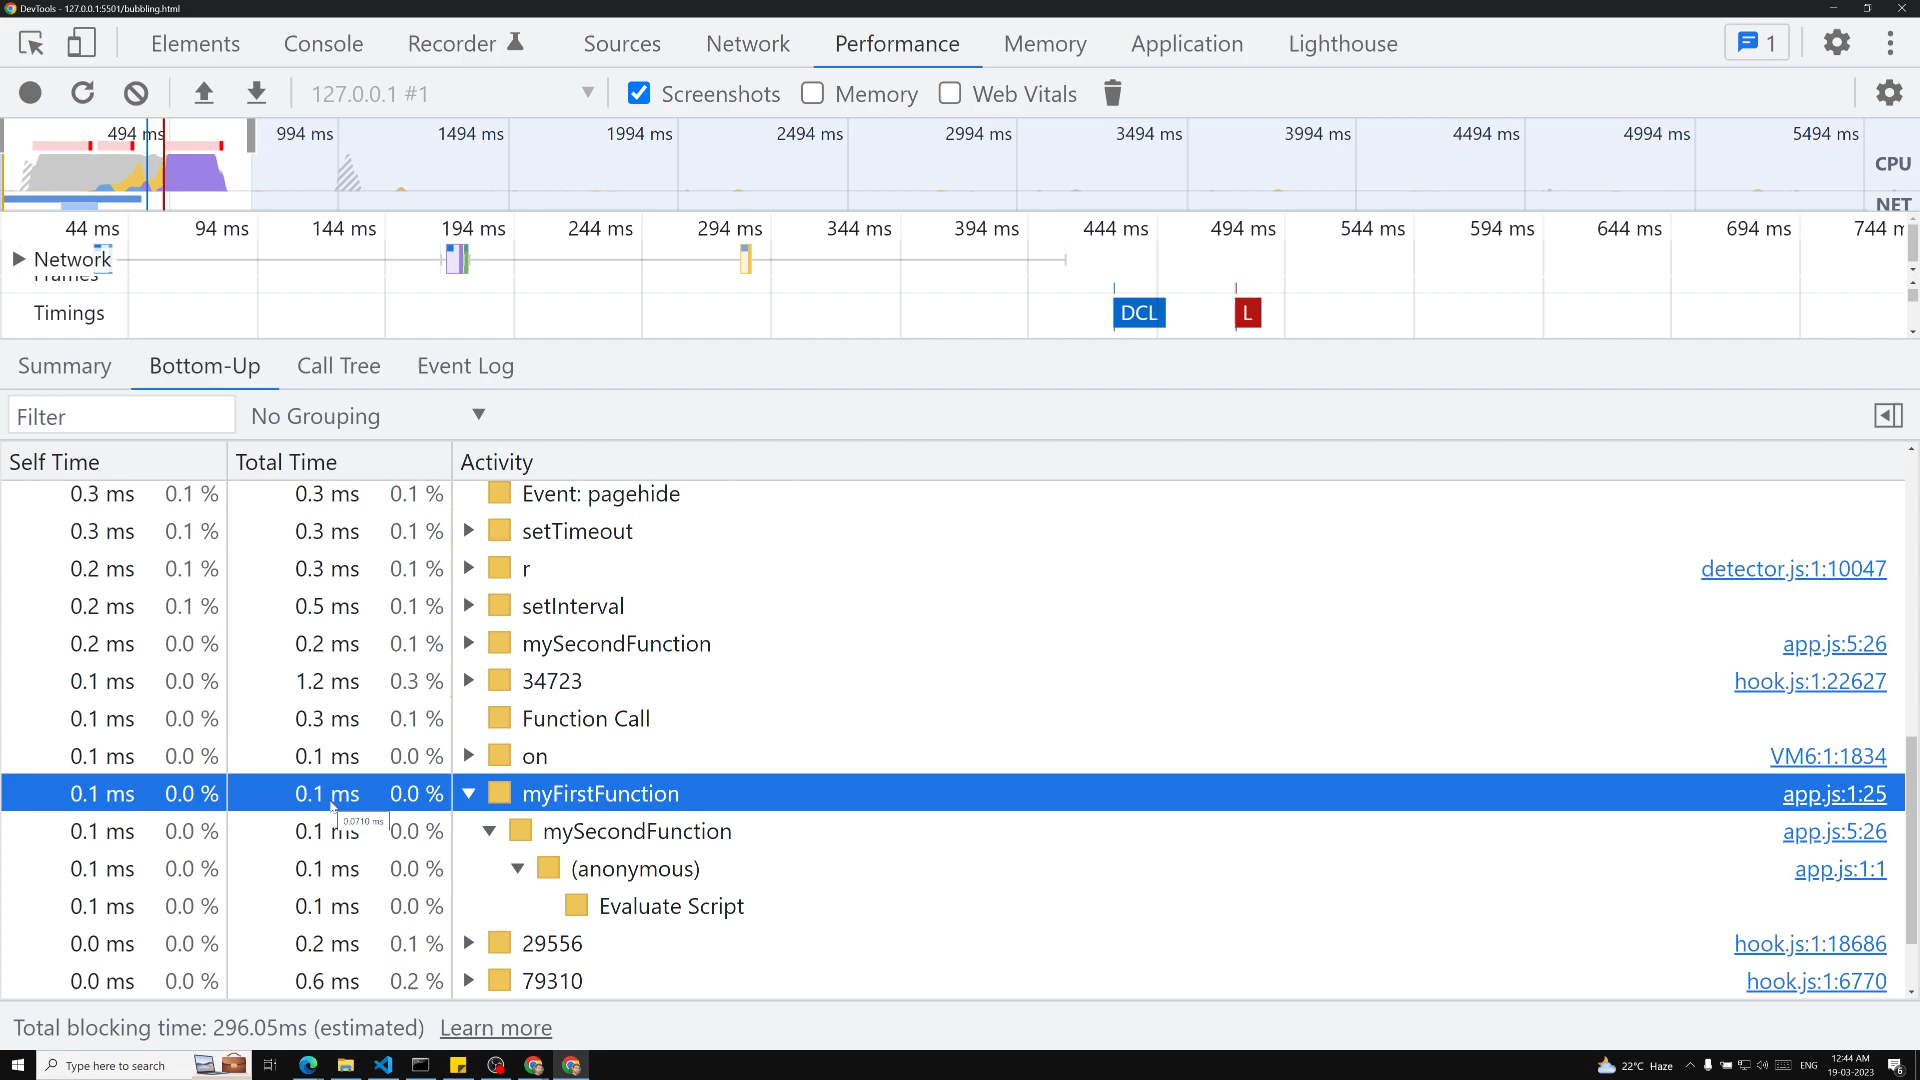 DevTools - 127.0.0.1:5501/bubbling.html
Elements Console Recorder Sources Network Performance Memory Application Lighthouse 1
127.0.0.1 #1 Screenshots Memory Web Vitals
494 ms 994 ms 1494 ms 1994 ms 2494 ms 2994 ms 3494 ms 3994 ms 4494 ms 4994 ms 5494 ms
CPU
NET
44 ms 94 ms 144 ms 194 ms 244 ms 294 ms 344 ms 394 ms 444 ms 494 ms 544 ms 594 ms 644 ms 694 ms 744 m
Network
Frames
Timings DCL L
Summary Bottom-Up Call Tree Event Log
Filter No Grouping
Self Time Total Time Activity
0.3 ms 0.1 % 0.3 ms 0.1 % Event: pagehide
0.3 ms 0.1 % 0.3 ms 0.1 % setTimeout
0.2 ms 0.1 % 0.3 ms 0.1 % r detector.js:1:10047
0.2 ms 0.1 % 0.5 ms 0.1 % setInterval
0.2 ms 0.0 % 0.2 ms 0.1 % mySecondFunction app.js:5:26
0.1 ms 0.0 % 1.2 ms 0.3 % 34723 hook.js:1:22627
0.1 ms 0.0 % 0.3 ms 0.1 % Function Call
0.1 ms 0.0 % 0.1 ms 0.0 % on VM6:1:1834
0.1 ms 0.0 % 0.1 ms 0.0 % myFirstFunction app.js:1:25
0.0710 ms
0.1 ms 0.0 % 0.1 ms 0.0 % mySecondFunction app.js:5:26
0.1 ms 0.0 % 0.1 ms 0.0 % (anonymous) app.js:1:1
0.1 ms 0.0 % 0.1 ms 0.0 % Evaluate Script
0.0 ms 0.0 % 0.2 ms 0.1 % 29556 hook.js:1:18686
0.0 ms 0.0 % 0.6 ms 0.2 % 79310 hook.js:1:6770
Total blocking time: 296.05ms (estimated) Learn more
Type here to search 22°C Haze ENG 12:44 AM
19-03-2023 6